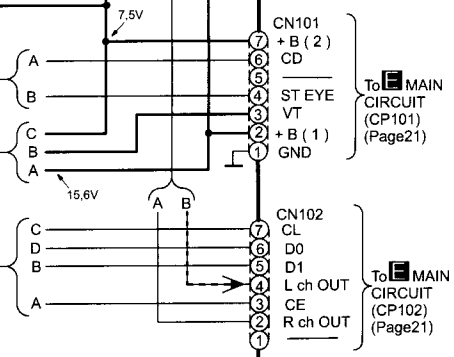 7,5V
CN101
7 + B ( 2 )
A 6 CD
5
B 4 ST EYE
3 VT
C 2 + B ( 1 )
B
1 GND
A
15,6V
To E MAIN
CIRCUIT
(CP101)
(Page21)
A B
CN102
C 7 CL
D 6 D0
B 5 D1
4 L ch OUT
A 3 CE
2 R ch OUT
1
To E MAIN
CIRCUIT
(CP102)
(Page21)